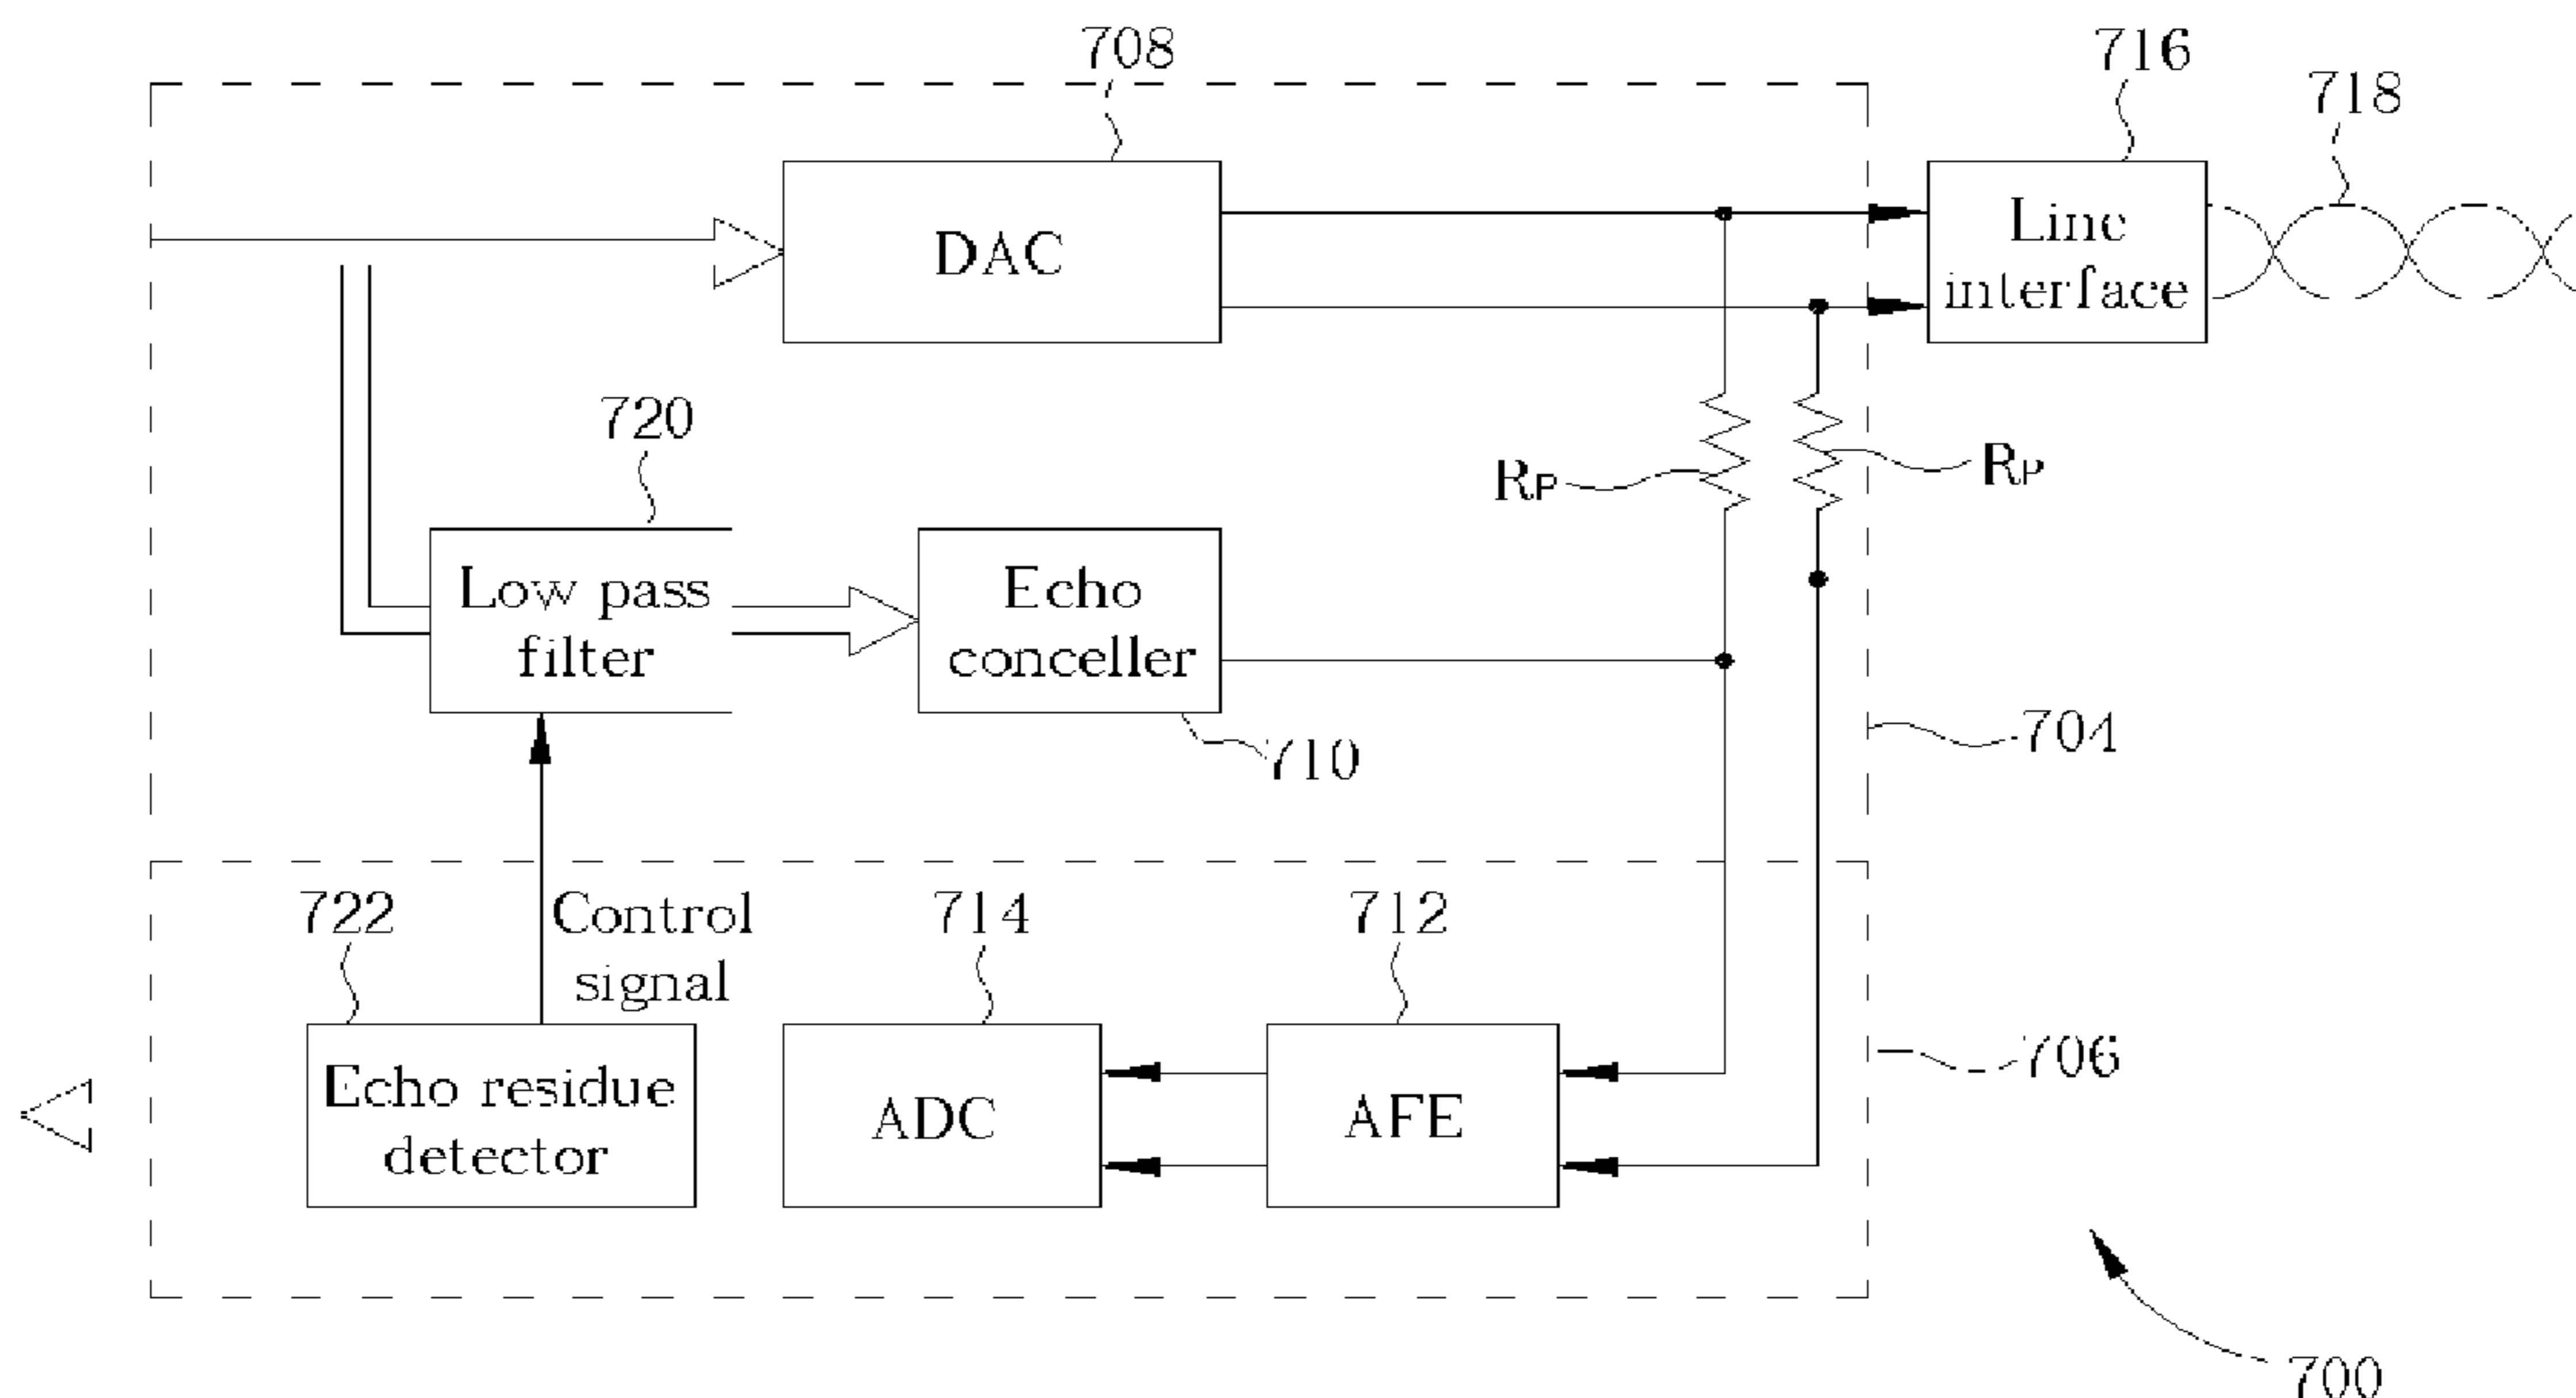 708
716
718
DAC
Line
interface
720
RP
RP
Low pass
filter
Echo
conceller
710
704
722
Control
signal
714
712
706
Echo residue
detector
ADC
AFE
700